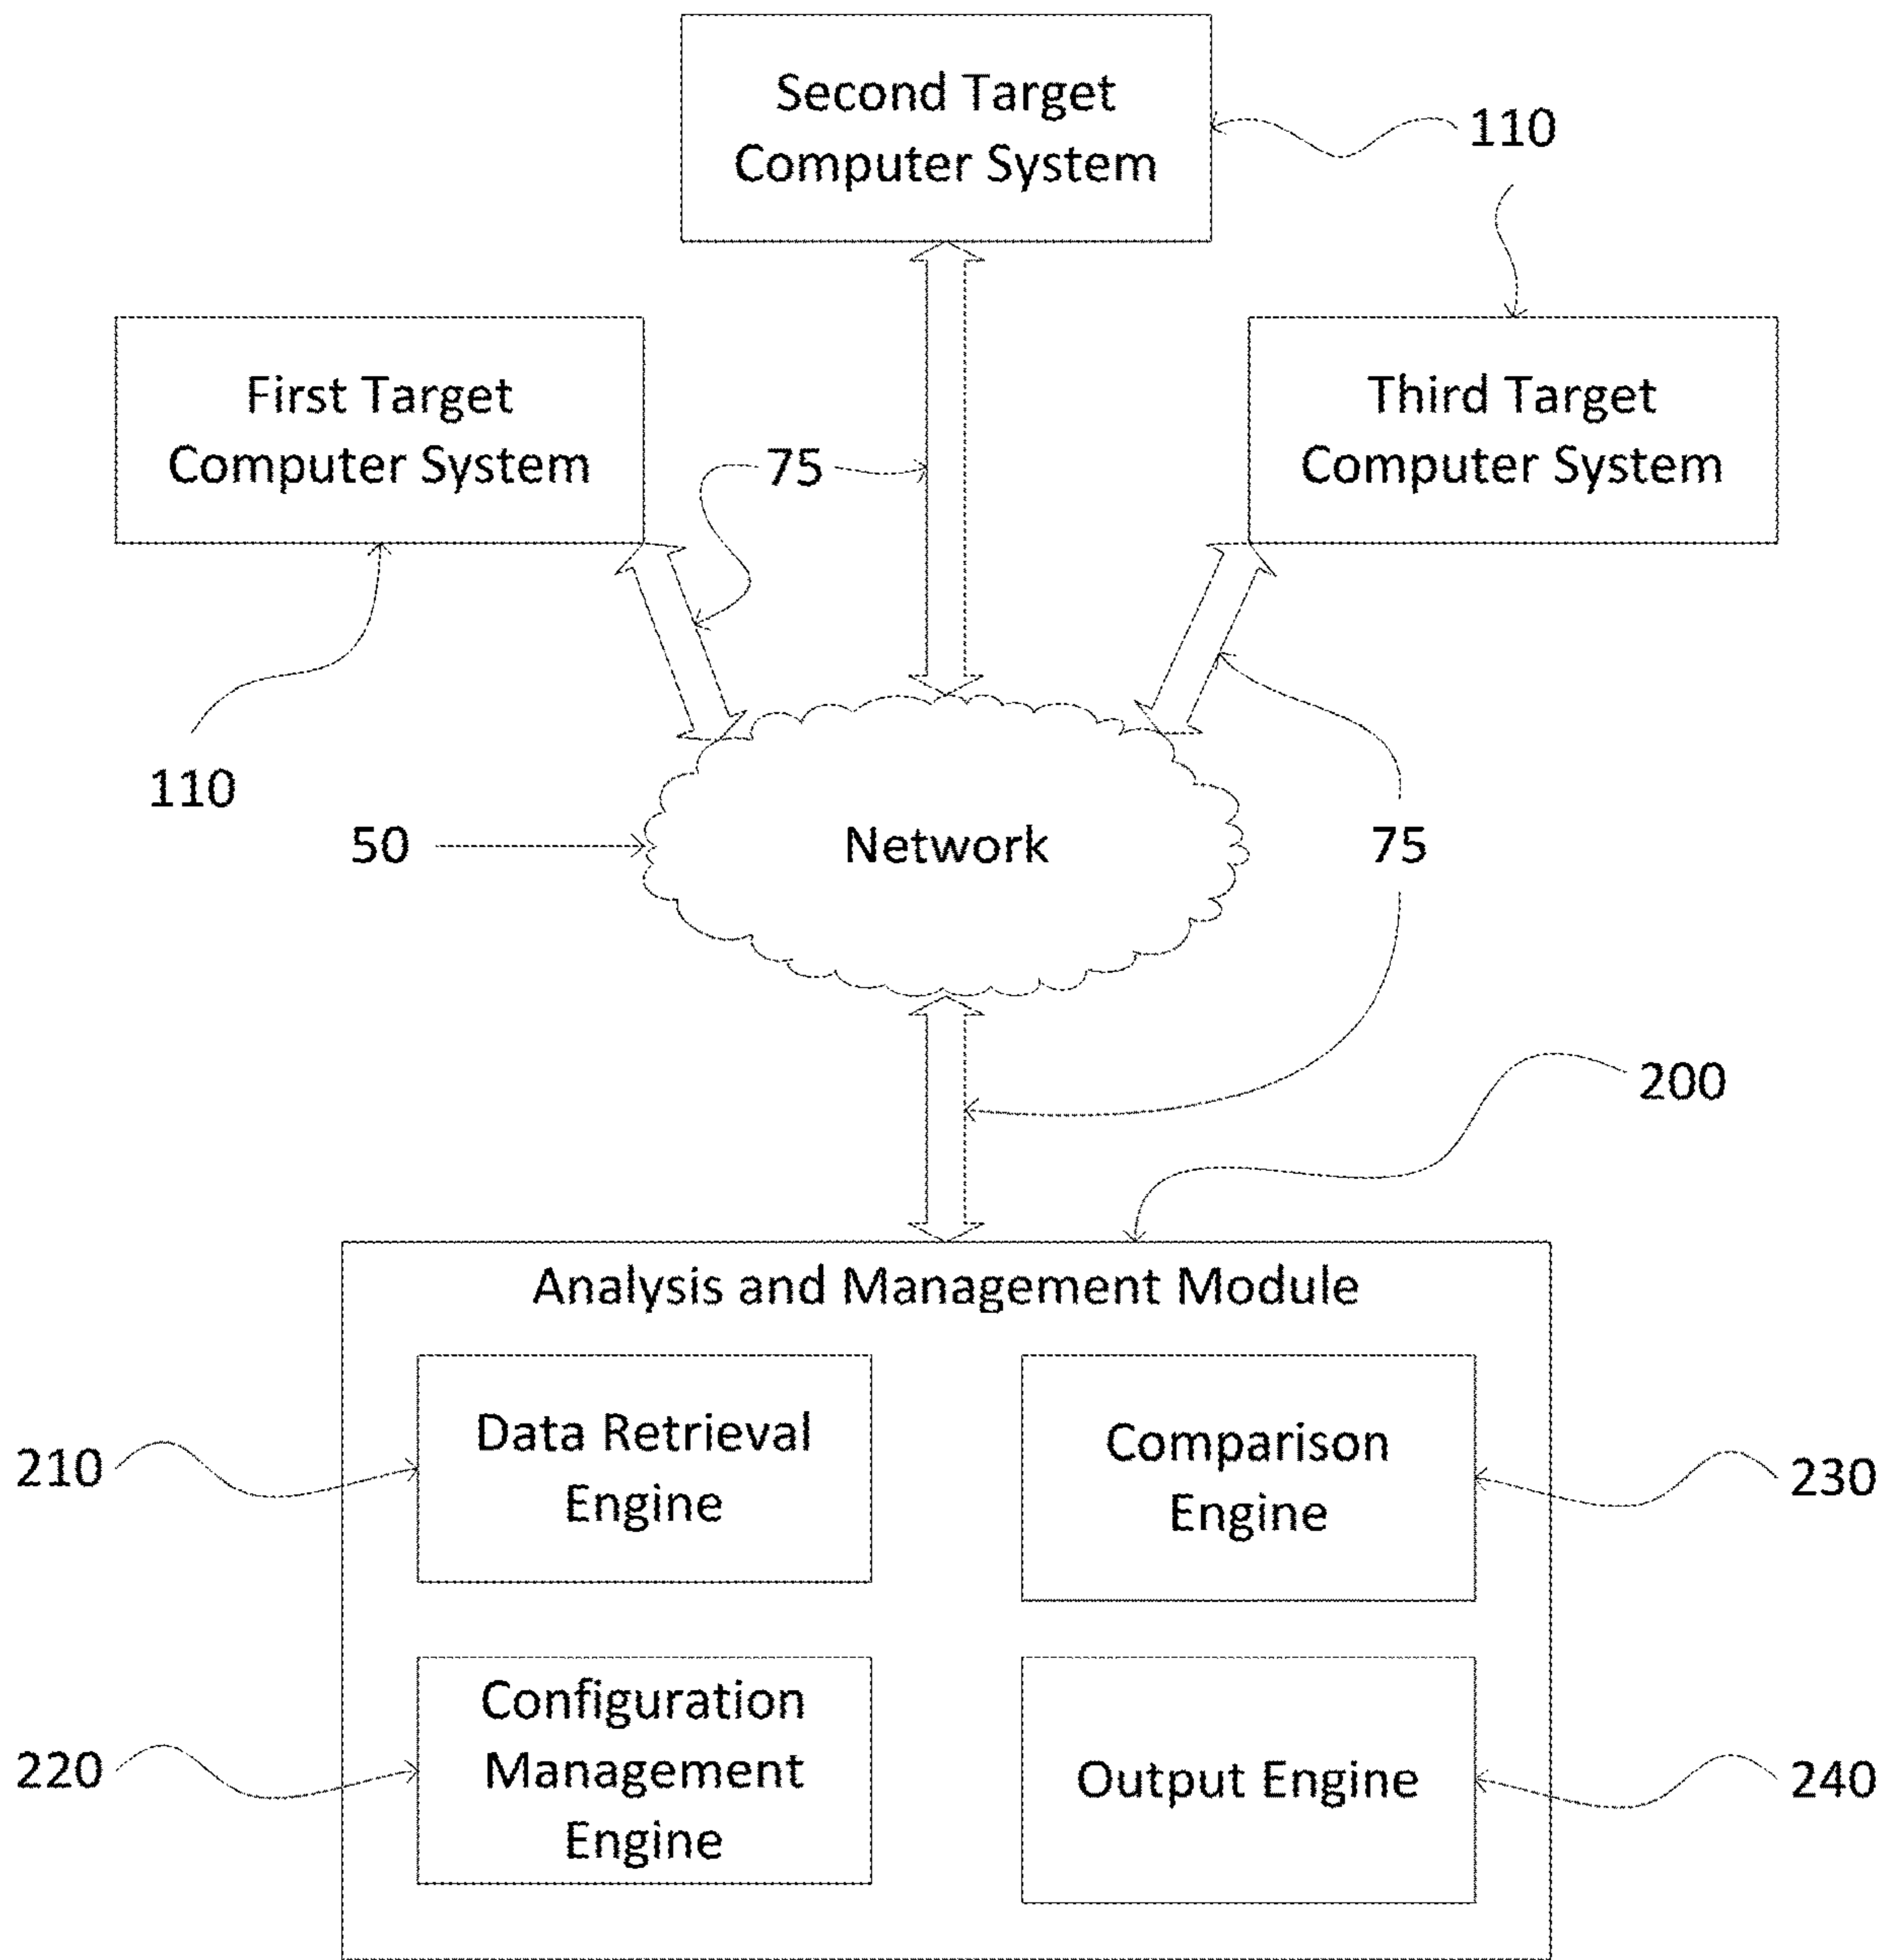 Second Target
Computer System
110
First Target
Computer System
75
Third Target
Computer System
110
50
Network
75
200
Analysis and Management Module
210
Data Retrieval
Engine
Comparison
Engine
230
220
Configuration
Management
Engine
Output Engine
240